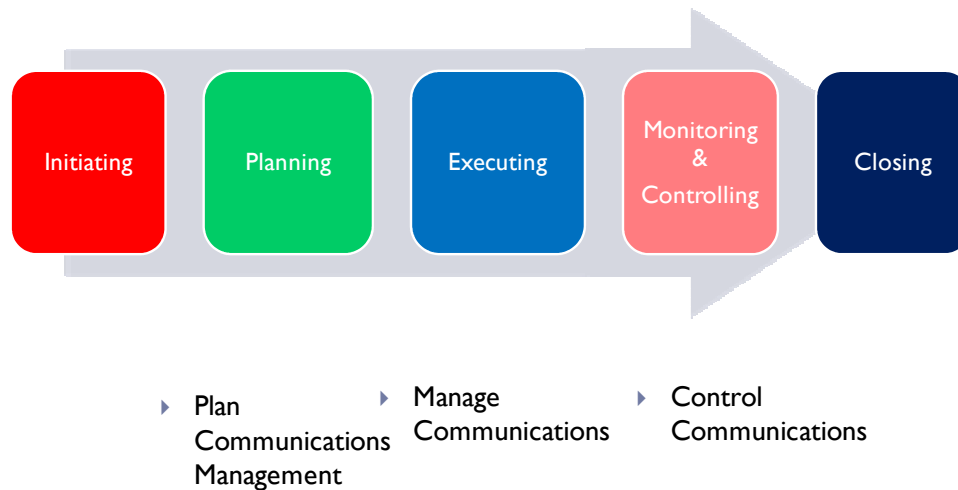 Initiating
Planning
Executing
Monitoring
&
Controlling
Closing
Plan
Communications
Management
Manage
Communications
Control
Communications